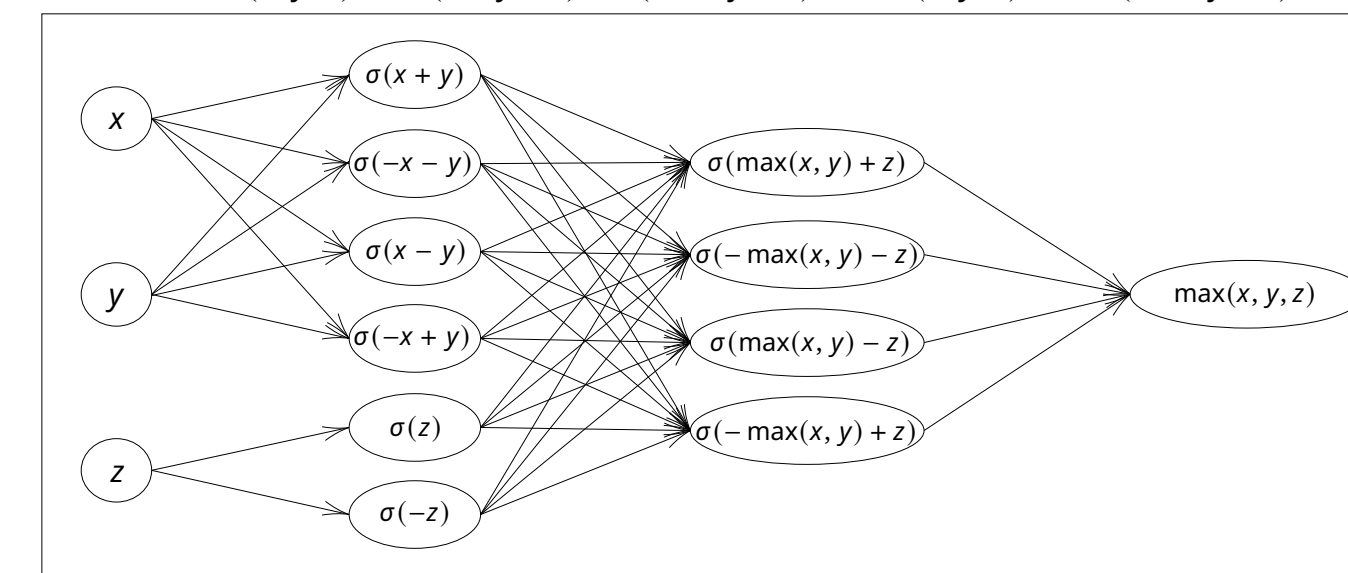 x
y
z
σ(x + y)
σ(−x − y)
σ(x − y)
σ(−x + y)
σ(z)
σ(−z)
σ(max(x, y) + z)
σ(− max(x, y) − z)
σ(max(x, y) − z)
σ(− max(x, y) + z)
max(x, y, z)